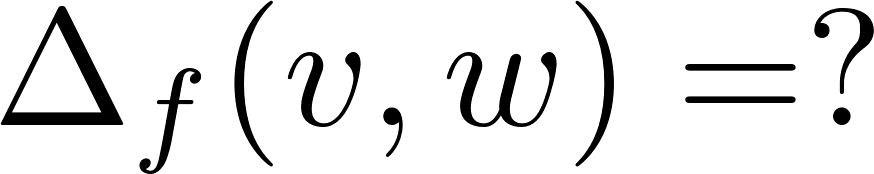 Δ_f(v, w) =?